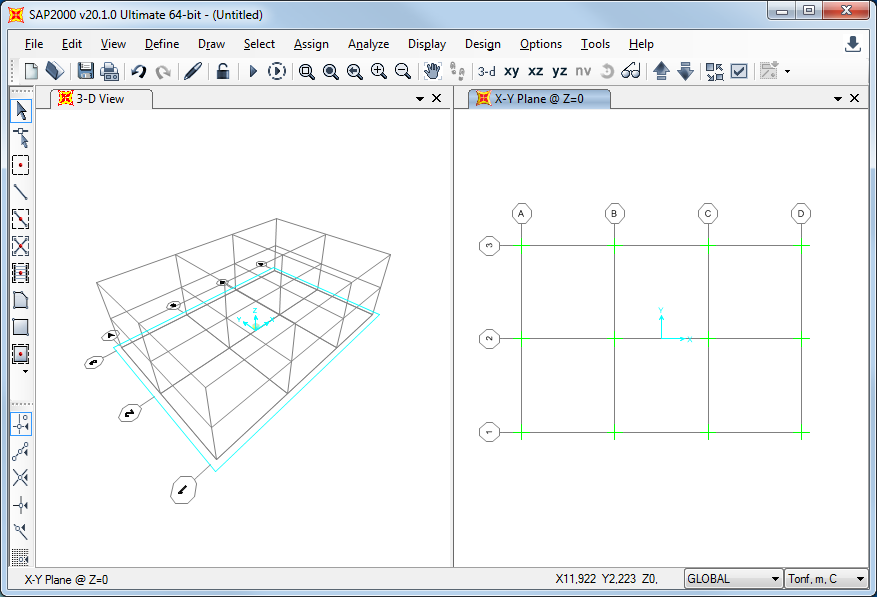 SAP2000 v20.1.0 Ultimate 64-bit - (Untitled)
File Edit View Define Draw Select Assign Analyze Display Design Options Tools Help
3-d xy xz yz nv
3-D View
X-Y Plane @ Z=0
A B C D
3
Z
Y X
Y
2
X
1
X-Y Plane @ Z=0
X11,922 Y2,223 Z0,
GLOBAL
Tonf, m, C